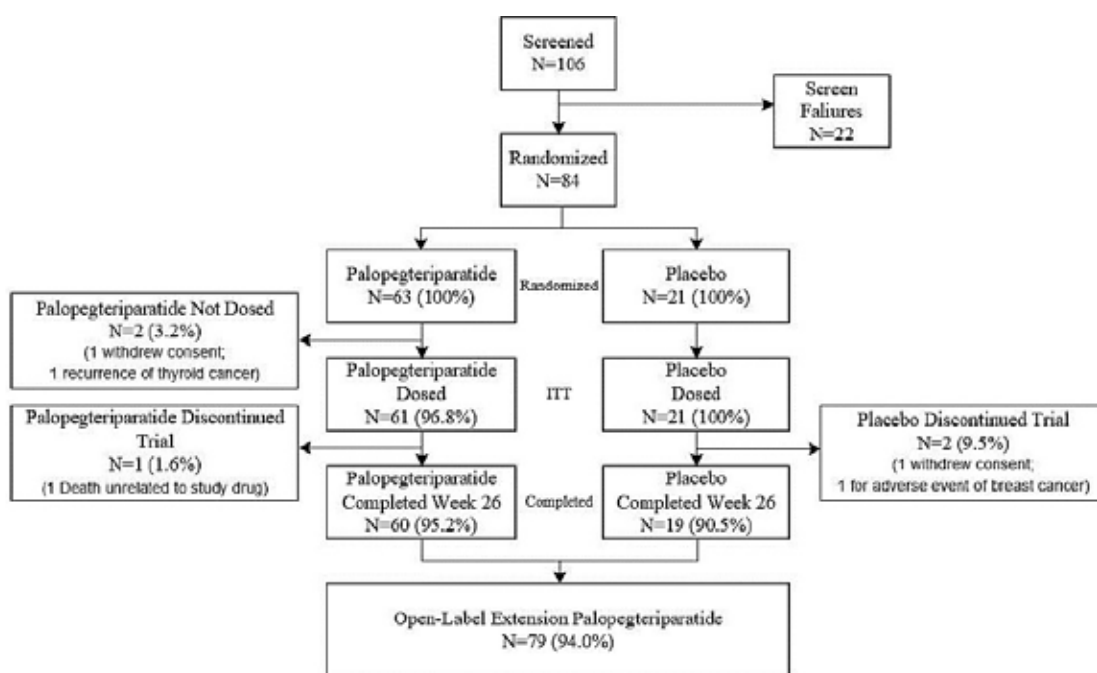 Screened
N=106
Screen
Faliures
N=22
Randomized
N=84
Palopegteriparatide
N=63 (100%)
Randomized
Placebo
N=21 (100%)
Palopegteriparatide Not Dosed
N=2 (3.2%)
(1 withdrew consent;
1 recurrence of thyroid cancer)
Palopegteriparatide
Dosed
N=61 (96.8%)
ITT
Placebo
Dosed
N=21 (100%)
Palopegteriparatide Discontinued
Trial
N=1 (1.6%)
(1 Death unrelated to study drug)
Placebo Discontinued Trial
N=2 (9.5%)
(1 withdrew consent;
1 for adverse event of breast cancer)
Palopegteriparatide
Completed Week 26
N=60 (95.2%)
Completed
Placebo
Completed Week 26
N=19 (90.5%)
Open-Label Extension Palopegteriparatide
N=79 (94.0%)